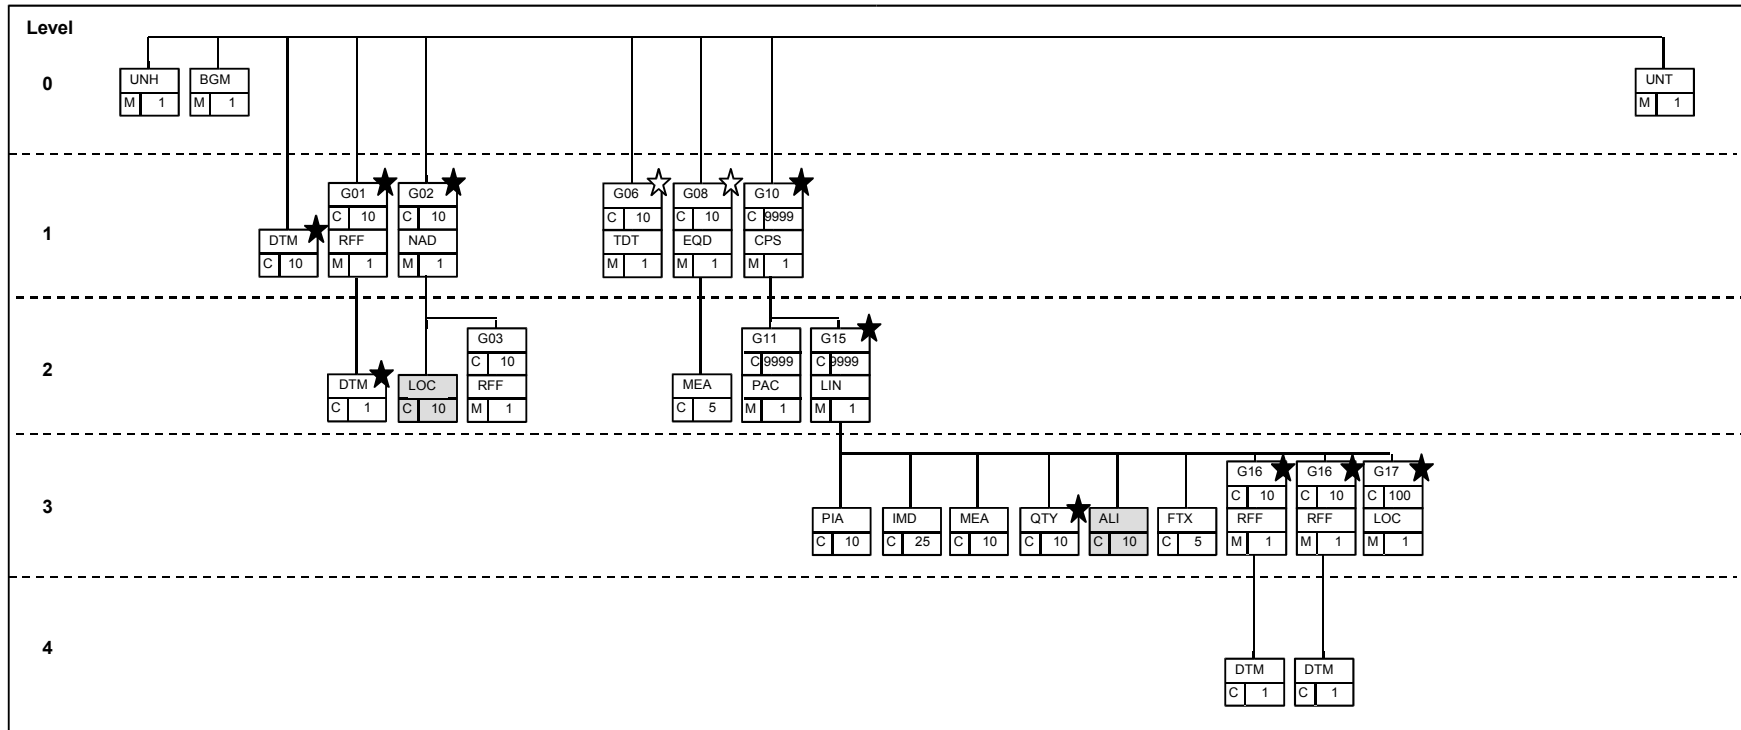 Level
0
UNH BGM UNT
M 1 M 1 M 1
1
G01 G02 G06 G08 G10
C 10 C 10 C 10 C 10 C 9999
DTM RFF NAD TDT EQD CPS
C 10 M 1 M 1 M 1 M 1 M 1
2
G03 G11 G15
C 10 C 9999 C 9999
DTM LOC RFF MEA PAC LIN
C 1 C 10 M 1 C 5 M 1 M 1
3
G16 G16 G17
C 10 C 10 C 100
PIA IMD MEA QTY ALI FTX RFF RFF LOC
C 10 C 25 C 10 C 10 C 10 C 5 M 1 M 1 M 1
4
DTM DTM
C 1 C 1